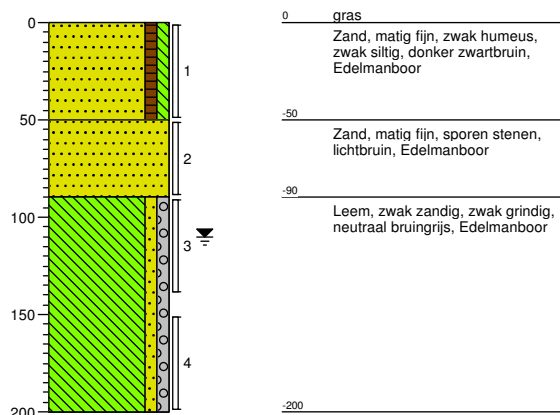 0
50
100
150
200
1
2
3
4
0
gras
Zand, matig fijn, zwak humeus,
zwak siltig, donker zwartbruin,
Edelmanboor
-50
Zand, matig fijn, sporen stenen,
lichtbruin, Edelmanboor
-90
Leem, zwak zandig, zwak grindig,
neutraal bruingrijs, Edelmanboor
-200